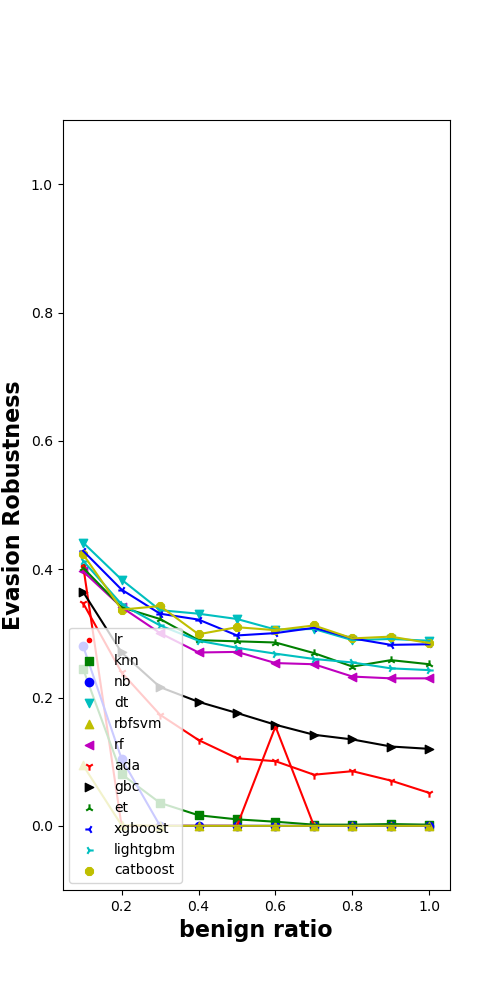 1.0
0.8
0.6
0.4
0.2
0.0
Evasion Robustness
lr
knn
nb
dt
rbfsvm
rf
ada
gbc
et
xgboost
lightgbm
catboost
0.2 0.4 0.6 0.8 1.0
benign ratio